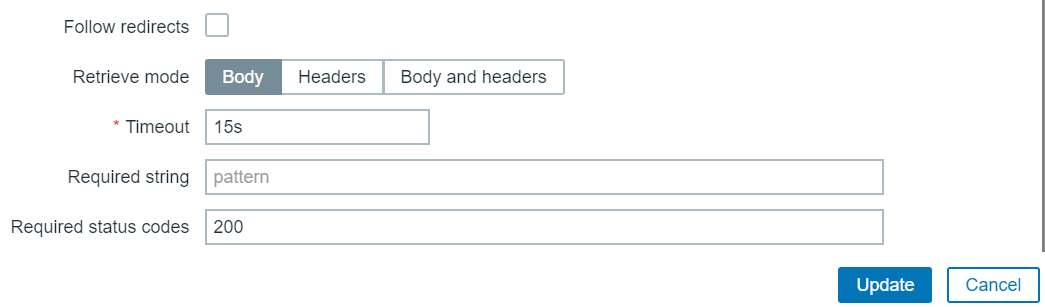 Follow redirects
Retrieve mode Body Headers Body and headers
* Timeout 15s
Required string pattern
Required status codes 200
Update Cancel